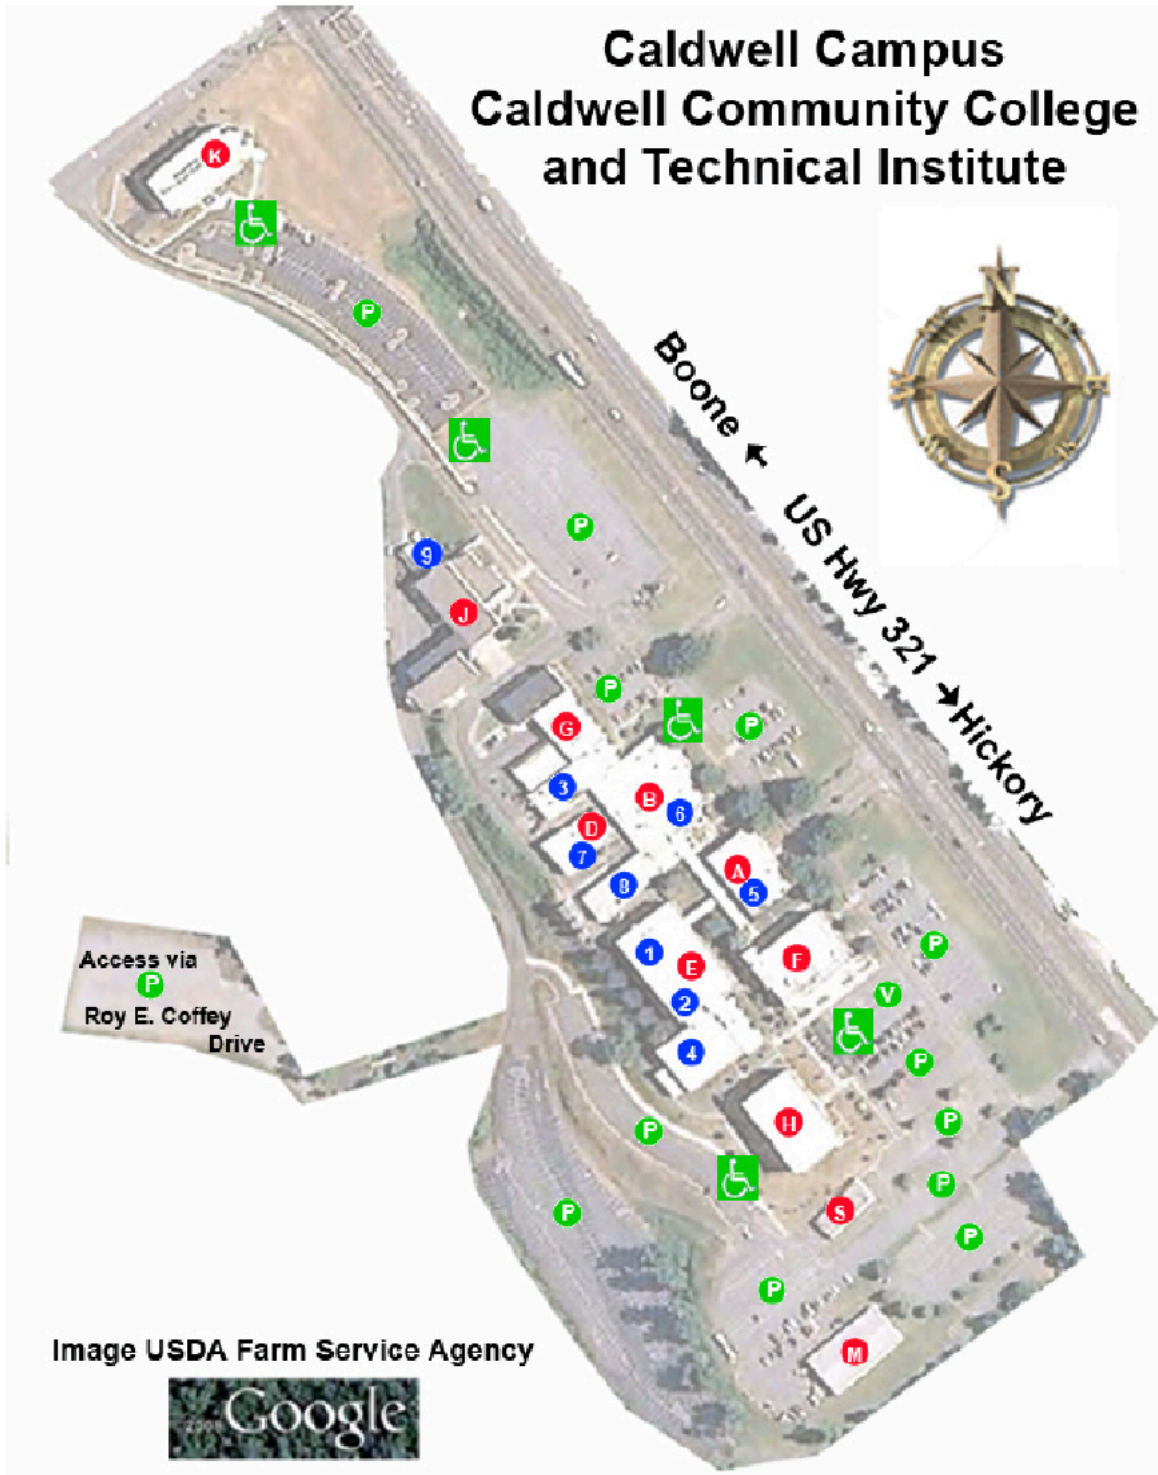 Caldwell Campus
Caldwell Community College
and Technical Institute
K
P
N
Boone
S
P
US Hwy 321
9
J
P
G
P
Hickory
3
B
6
D
7
A
8
5
1
E
F
P
Access via
P
Roy E. Coffey
Drive
V
2
4
P
P
H
P
P
P
S
P
P
Image USDA Farm Service Agency
M
Google